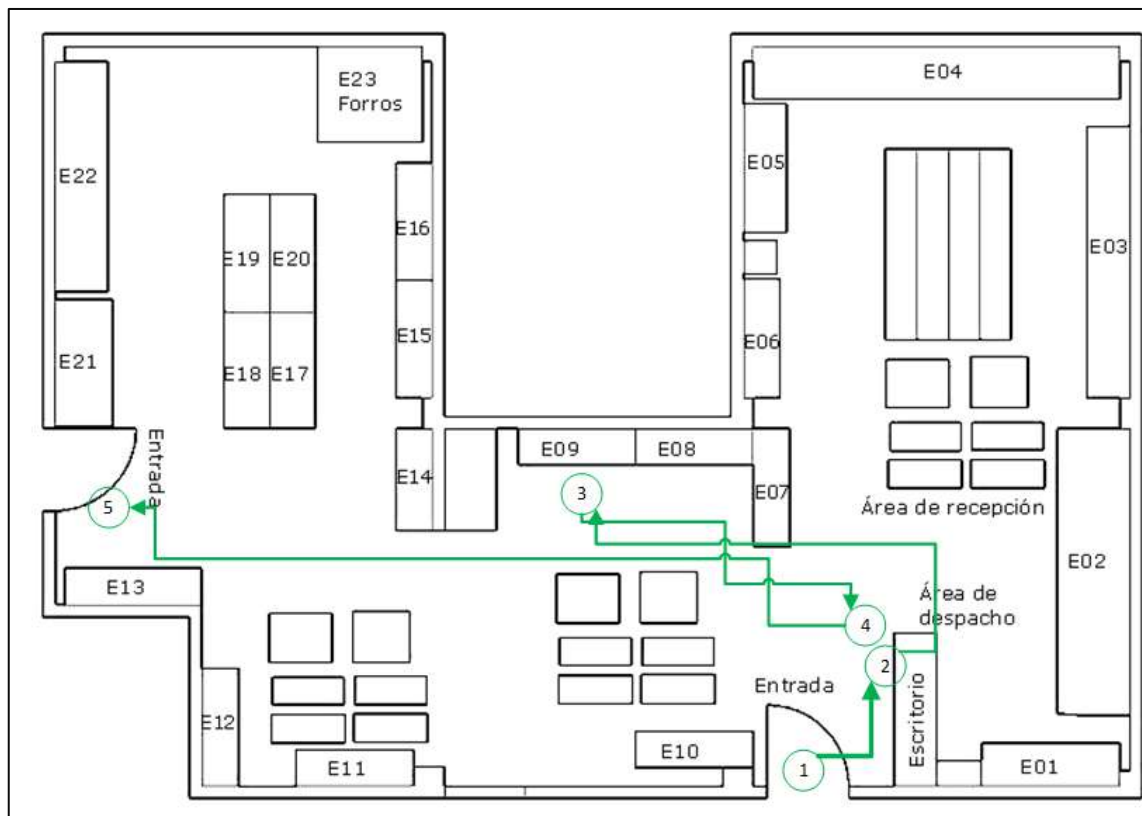 E23
Forros
E04
E22
E05
E16
E03
E19
E20
E15
E06
E21
E18
E17
Entrada
E14
E09
E08
E07
3
5
Área de recepción
E02
E13
Área de
despacho
4
2
Entrada
Escritorio
E12
E10
E11
1
E01